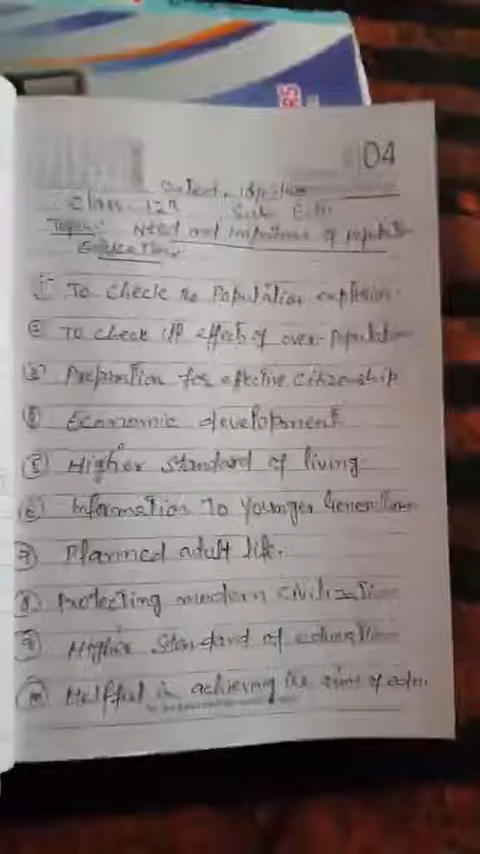 04
Class - 12th Sub Edu
Topic: Need and importance of population
Education
① To check the Population explosion.
② To check ill effects of over-population
③ Preparation for effective citizenship
④ Economic development
⑤ Higher standard of living
⑥ Information To Younger Generation
⑦ Planned adult life.
⑧ Protecting modern civilization
⑨ Higher Standard of education
⑩ Helpful in achieving the aims of edu.